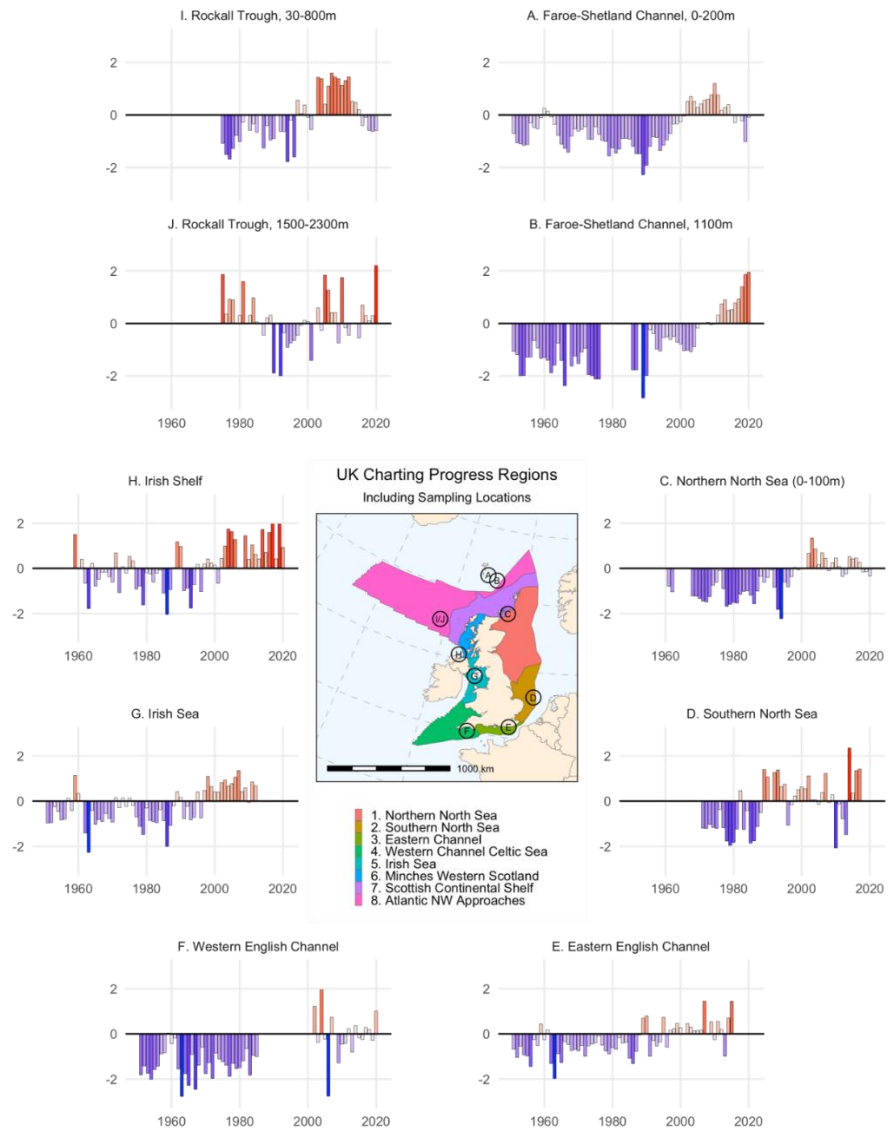 I. Rockall Trough, 30-800m
A. Faroe-Shetland Channel, 0-200m
2
0
-2
2
0
-2
J. Rockall Trough, 1500-2300m
B. Faroe-Shetland Channel, 1100m
2
0
-2
2
0
-2
1960 1980 2000 2020
1960 1980 2000 2020
H. Irish Shelf
2
0
-2
1960 1980 2000 2020
G. Irish Sea
2
0
-2
1960 1980 2000 2020
UK Charting Progress Regions
Including Sampling Locations
A
B
C
I/J
H
G
D
E
F
1000 km
1. Northern North Sea
2. Southern North Sea
3. Eastern Channel
4. Western Channel Celtic Sea
5. Irish Sea
6. Minches Western Scotland
7. Scottish Continental Shelf
8. Atlantic NW Approaches
C. Northern North Sea (0-100m)
2
0
-2
1960 1980 2000 2020
D. Southern North Sea
2
0
-2
1960 1980 2000 2020
F. Western English Channel
2
0
-2
1960 1980 2000 2020
E. Eastern English Channel
2
0
-2
1960 1980 2000 2020